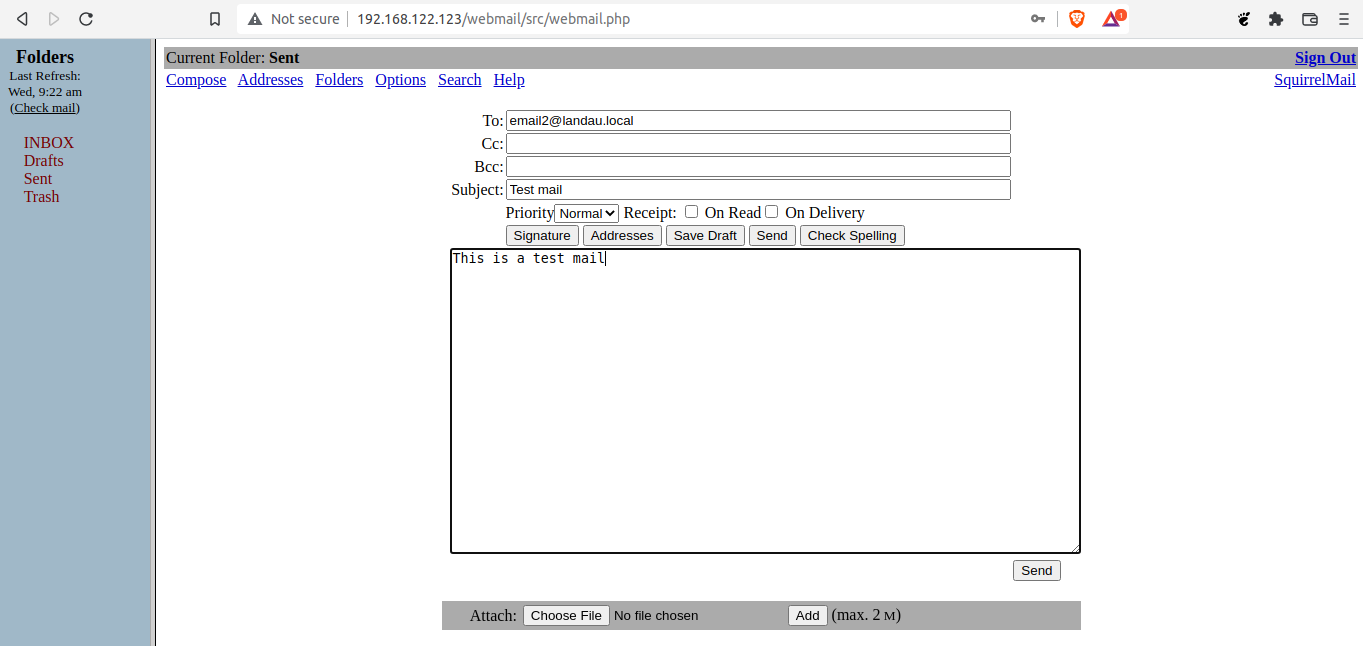 Not secure 192.168.122.123/webmail/src/webmail.php 1
Folders
Last Refresh:
Wed, 9:22 am
(Check mail)
INBOX
Drafts
Sent
Trash
Current Folder: Sent Sign Out
Compose Addresses Folders Options Search Help SquirrelMail
To: email2@landau.local
Cc:
Bcc:
Subject: Test mail
Priority Normal Receipt: On Read On Delivery
Signature Addresses Save Draft Send Check Spelling
This is a test mail
Send
Attach: Choose File No file chosen Add (max. 2 M)